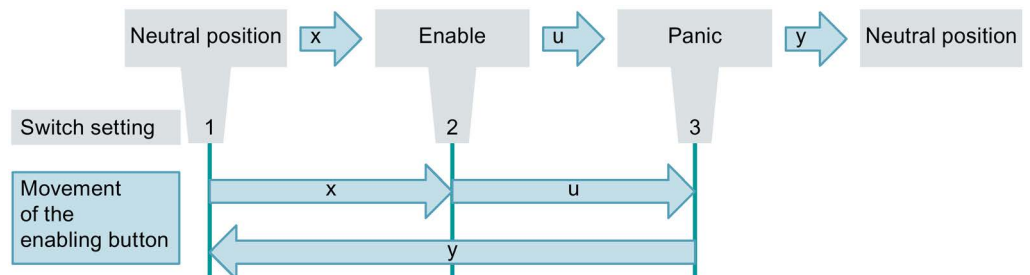 Neutral position x Enable u Panic y Neutral position
Switch setting 1 2 3
Movement
of the
enabling button
x u
y